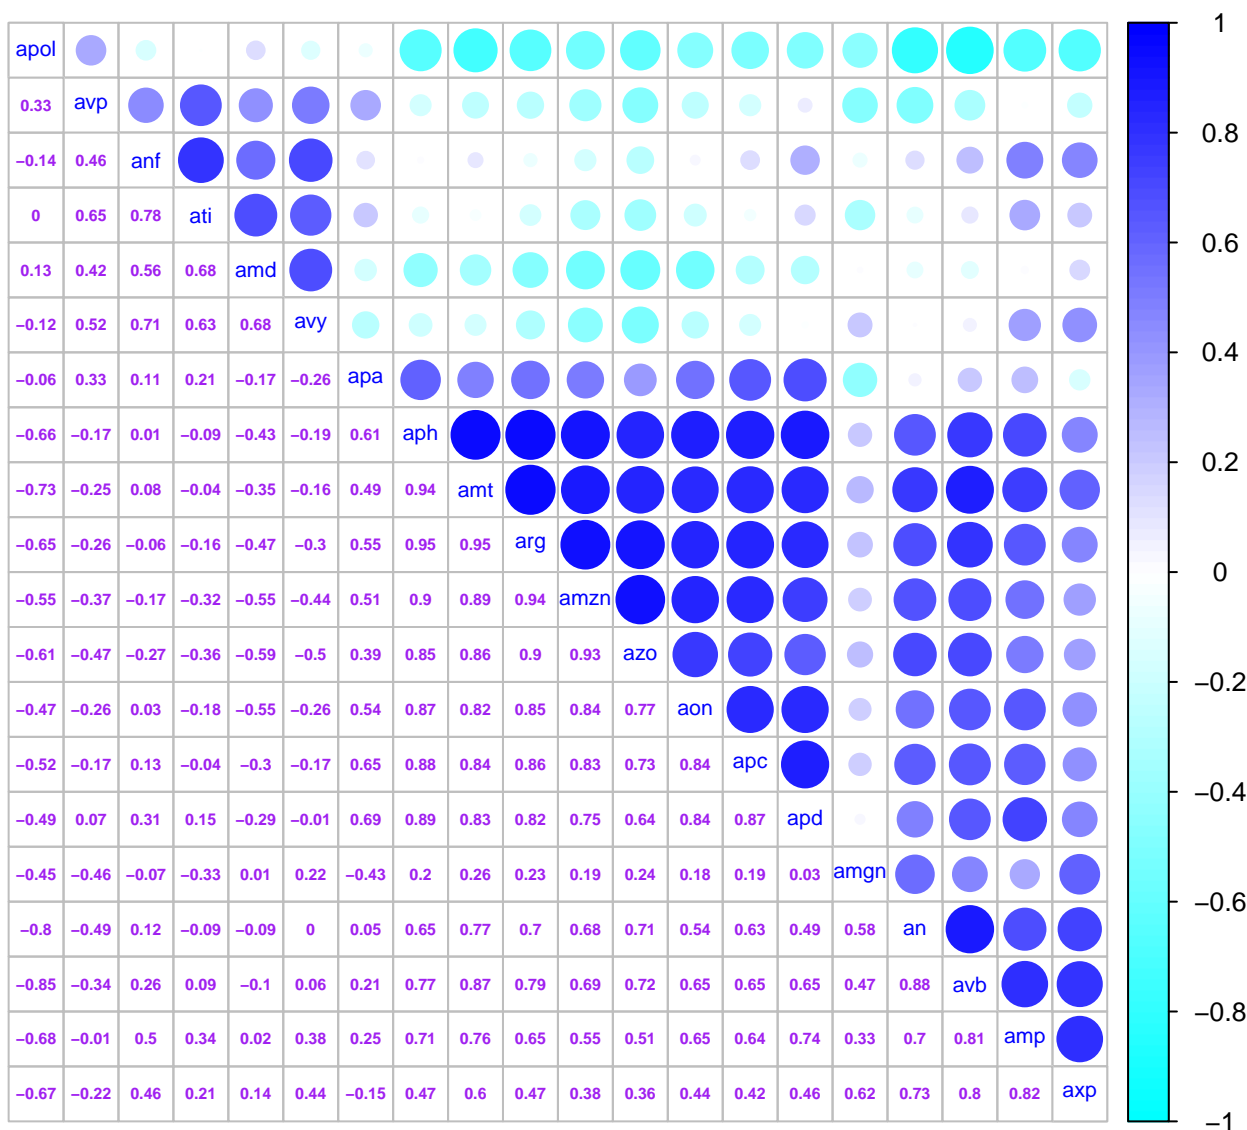 apol
0.33 avp
−0.14 0.46 anf
0 0.65 0.78 ati
0.13 0.42 0.56 0.68 amd
−0.12 0.52 0.71 0.63 0.68 avy
−0.06 0.33 0.11 0.21 −0.17 −0.26 apa
−0.66 −0.17 0.01 −0.09 −0.43 −0.19 0.61 aph
−0.73 −0.25 0.08 −0.04 −0.35 −0.16 0.49 0.94 amt
−0.65 −0.26 −0.06 −0.16 −0.47 −0.3 0.55 0.95 0.95 arg
−0.55 −0.37 −0.17 −0.32 −0.55 −0.44 0.51 0.9 0.89 0.94 amzn
−0.61 −0.47 −0.27 −0.36 −0.59 −0.5 0.39 0.85 0.86 0.9 0.93 azo
−0.47 −0.26 0.03 −0.18 −0.55 −0.26 0.54 0.87 0.82 0.85 0.84 0.77 aon
−0.52 −0.17 0.13 −0.04 −0.3 −0.17 0.65 0.88 0.84 0.86 0.83 0.73 0.84 apc
−0.49 0.07 0.31 0.15 −0.29 −0.01 0.69 0.89 0.83 0.82 0.75 0.64 0.84 0.87 apd
−0.45 −0.46 −0.07 −0.33 0.01 0.22 −0.43 0.2 0.26 0.23 0.19 0.24 0.18 0.19 0.03 amgn
−0.8 −0.49 0.12 −0.09 −0.09 0 0.05 0.65 0.77 0.7 0.68 0.71 0.54 0.63 0.49 0.58 an
−0.85 −0.34 0.26 0.09 −0.1 0.06 0.21 0.77 0.87 0.79 0.69 0.72 0.65 0.65 0.65 0.47 0.88 avb
−0.68 −0.01 0.5 0.34 0.02 0.38 0.25 0.71 0.76 0.65 0.55 0.51 0.65 0.64 0.74 0.33 0.7 0.81 amp
−0.67 −0.22 0.46 0.21 0.14 0.44 −0.15 0.47 0.6 0.47 0.38 0.36 0.44 0.42 0.46 0.62 0.73 0.8 0.82 axp
1
0.8
0.6
0.4
0.2
0
−0.2
−0.4
−0.6
−0.8
−1